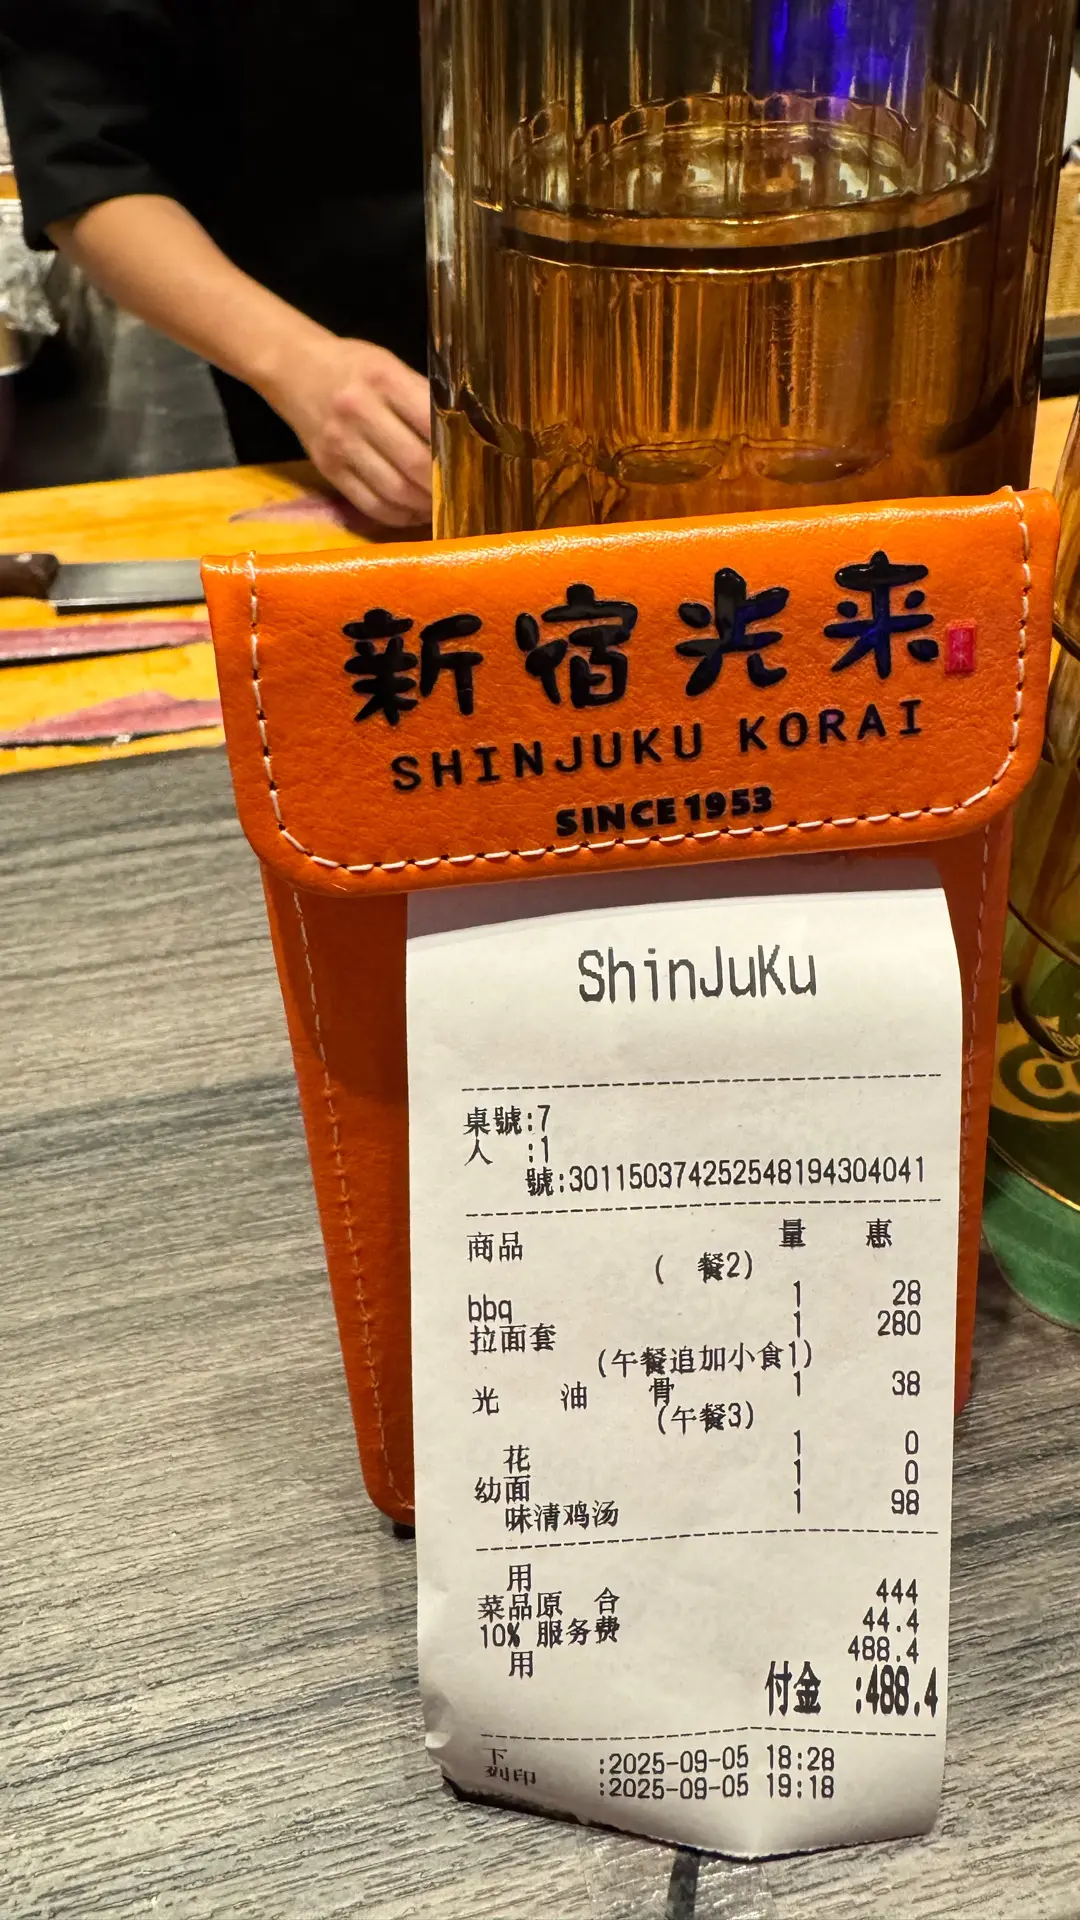 新宿光来
SHINJUKU KORAI
SINCE 1953
ShinJuKu
桌號:7
人 :1
號:301150374252548194304041
商品 量 惠
( 餐2)
bbq 1 28
拉面套 1 280
(午餐追加小食1)
光 油 骨 1 38
(午餐3)
花 1 0
幼面 1 0
味清鸡汤 1 98
用 444
菜品原 合 44.4
10% 服务费 488.4
用
付金 :488.4
下 :2025-09-05 18:28
列印 :2025-09-05 19:18